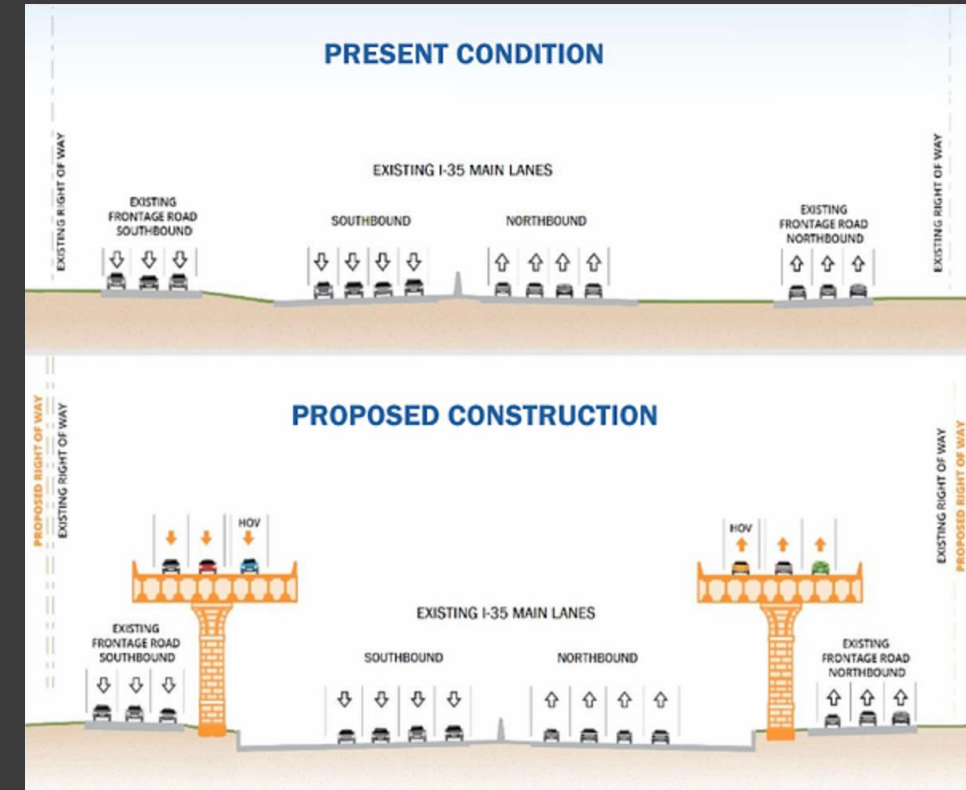 PRESENT CONDITION
EXISTING RIGHT OF WAY
EXISTING RIGHT OF WAY
EXISTING I-35 MAIN LANES
EXISTING
FRONTAGE ROAD
SOUTHBOUND
SOUTHBOUND
NORTHBOUND
EXISTING
FRONTAGE ROAD
NORTHBOUND
PROPOSED CONSTRUCTION
PROPOSED RIGHT OF WAY
EXISTING RIGHT OF WAY
EXISTING RIGHT OF WAY
PROPOSED RIGHT OF WAY
HOV
HOV
EXISTING I-35 MAIN LANES
EXISTING
FRONTAGE ROAD
SOUTHBOUND
SOUTHBOUND
NORTHBOUND
EXISTING
FRONTAGE ROAD
NORTHBOUND